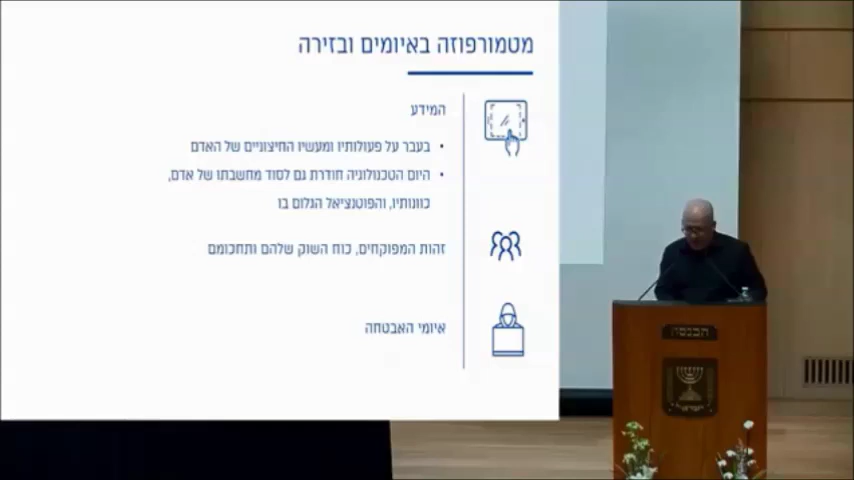 מטמורפוזה באיומים ובזירה
המידע
• בעבר על פעולותיו ומעשיו החיצוניים של האדם
• היום הטכנולוגיה חודרת גם לסוד מחשבתו של אדם,
כוונותיו, והפוטנציאל הגלום בו
זהות המפוקחים, כוח השוק שלהם ותחכומם
איומי האבטחה
הכנסת
ישראל